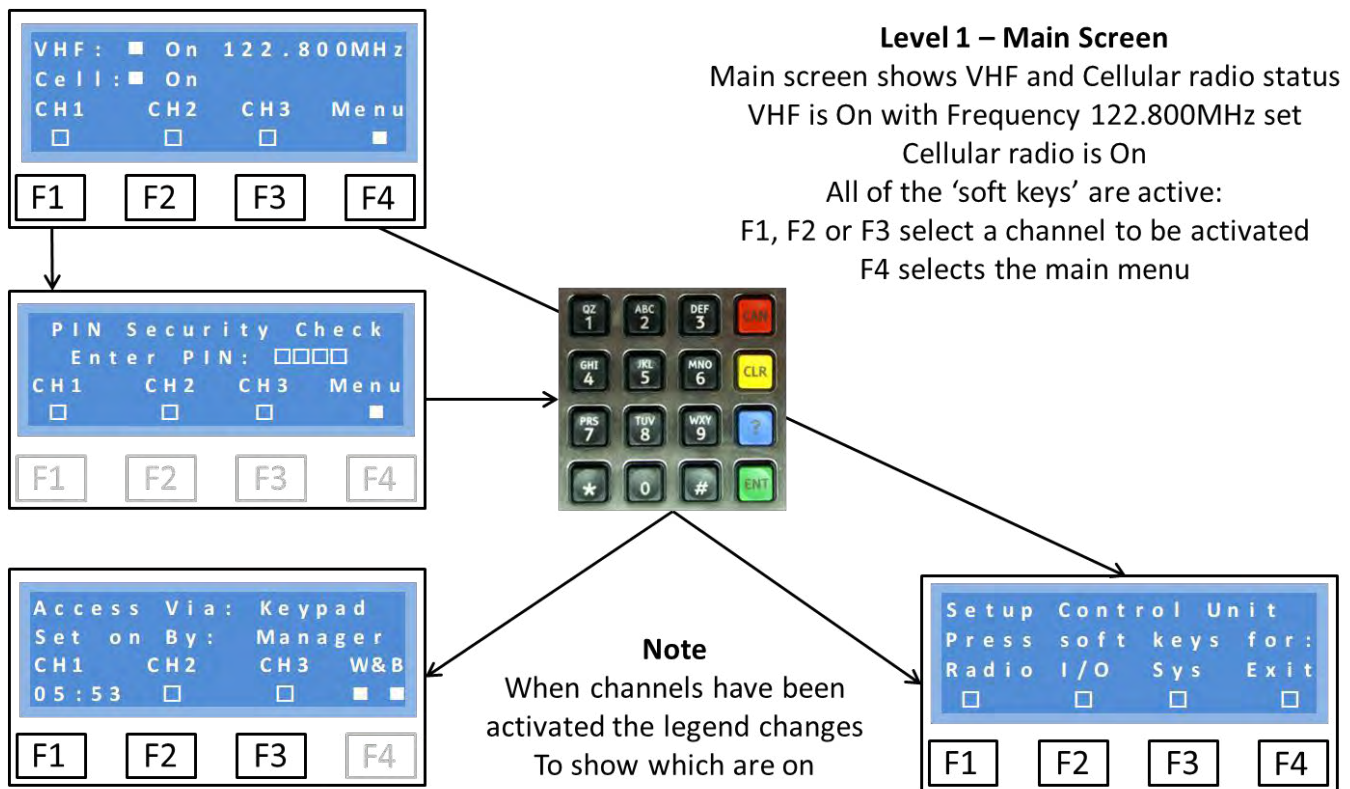 VHF: ■ On 122.800MHz
Cell:■ On
CH1 CH2 CH3 Menu
□ □ □ ■
F1 F2 F3 F4
Level 1 – Main Screen
Main screen shows VHF and Cellular radio status
VHF is On with Frequency 122.800MHz set
Cellular radio is On
All of the ‘soft keys’ are active:
F1, F2 or F3 select a channel to be activated
F4 selects the main menu
PIN Security Check
Enter PIN: □□□□
CH1 CH2 CH3 Menu
□ □ □ ■
F1 F2 F3 F4
QZ ABC DEF
1 2 3 CAN
GHI JKL MNO
4 5 6 CLR
PRS TUV WXY
7 8 9 ?
* 0 # ENT
Access Via: Keypad
Set on By: Manager
CH1 CH2 CH3 W&B
05:53 □ □ ■ ■
F1 F2 F3 F4
Note
When channels have been
activated the legend changes
To show which are on
Setup Control Unit
Press soft keys for:
Radio I/O Sys Exit
□ □ □ □
F1 F2 F3 F4